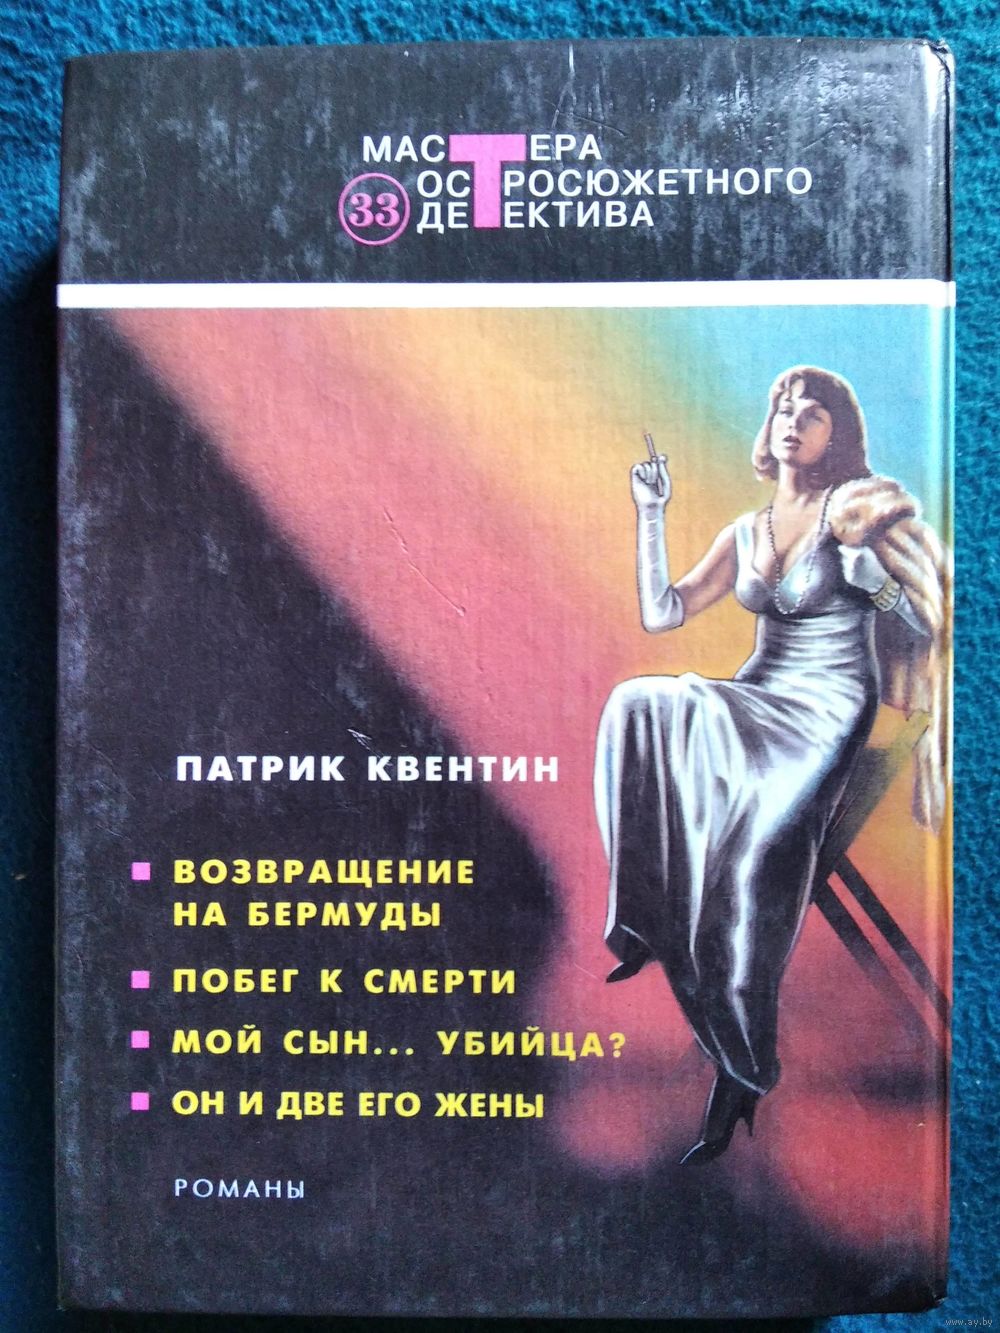 МАСТЕРА
ОСТРОСЮЖЕТНОГО
33 ДЕТЕКТИВА
ПАТРИК КВЕНТИН
ВОЗВРАЩЕНИЕ
НА БЕРМУДЫ
ПОБЕГ К СМЕРТИ
МОЙ СЫН... УБИЙЦА?
ОН И ДВЕ ЕГО ЖЕНЫ
РОМАНЫ
www.ay.by